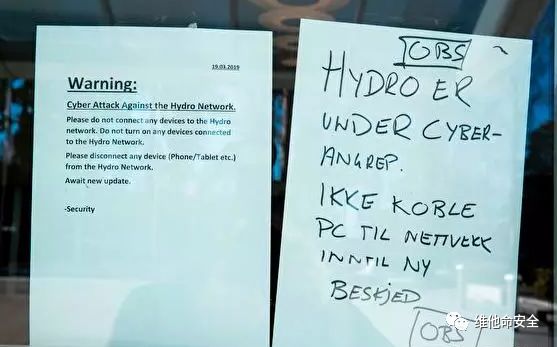 19.03.2019
Warning:
Cyber Attack Against the Hydro Network.
Please do not connect any devices to the Hydro
network. Do not turn on any devices connected
to the Hydro Network.
Please disconnect any device (Phone/Tablet etc.)
from the Hydro Network.
Await new update.
-Security
OBS
HYDRO ER
UNDER CYBER-
ANGREP.
IKKE KOBLE
PC TIL NETTVERK
INNTIL NY
BESKJED
OBS
维他命安全